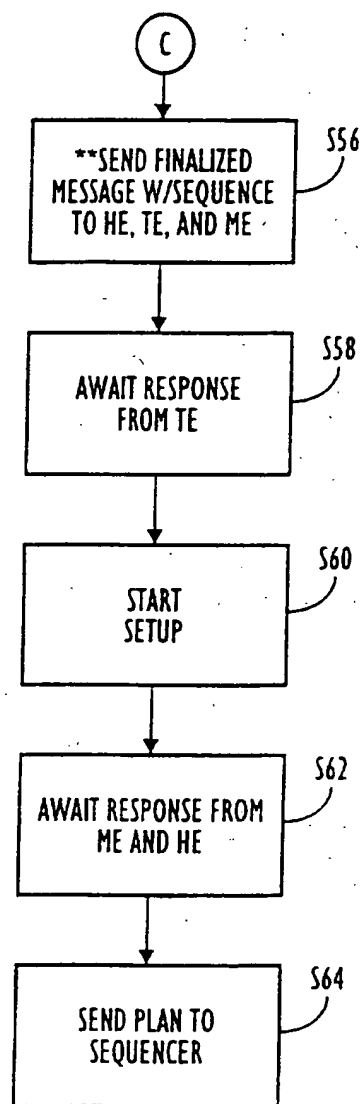 C
**SEND FINALIZED
MESSAGE W/SEQUENCE
TO HE, TE, AND ME
S56
AWAIT RESPONSE
FROM TE
S58
START
SETUP
S60
AWAIT RESPONSE FROM
ME AND HE
S62
SEND PLAN TO
SEQUENCER
S64